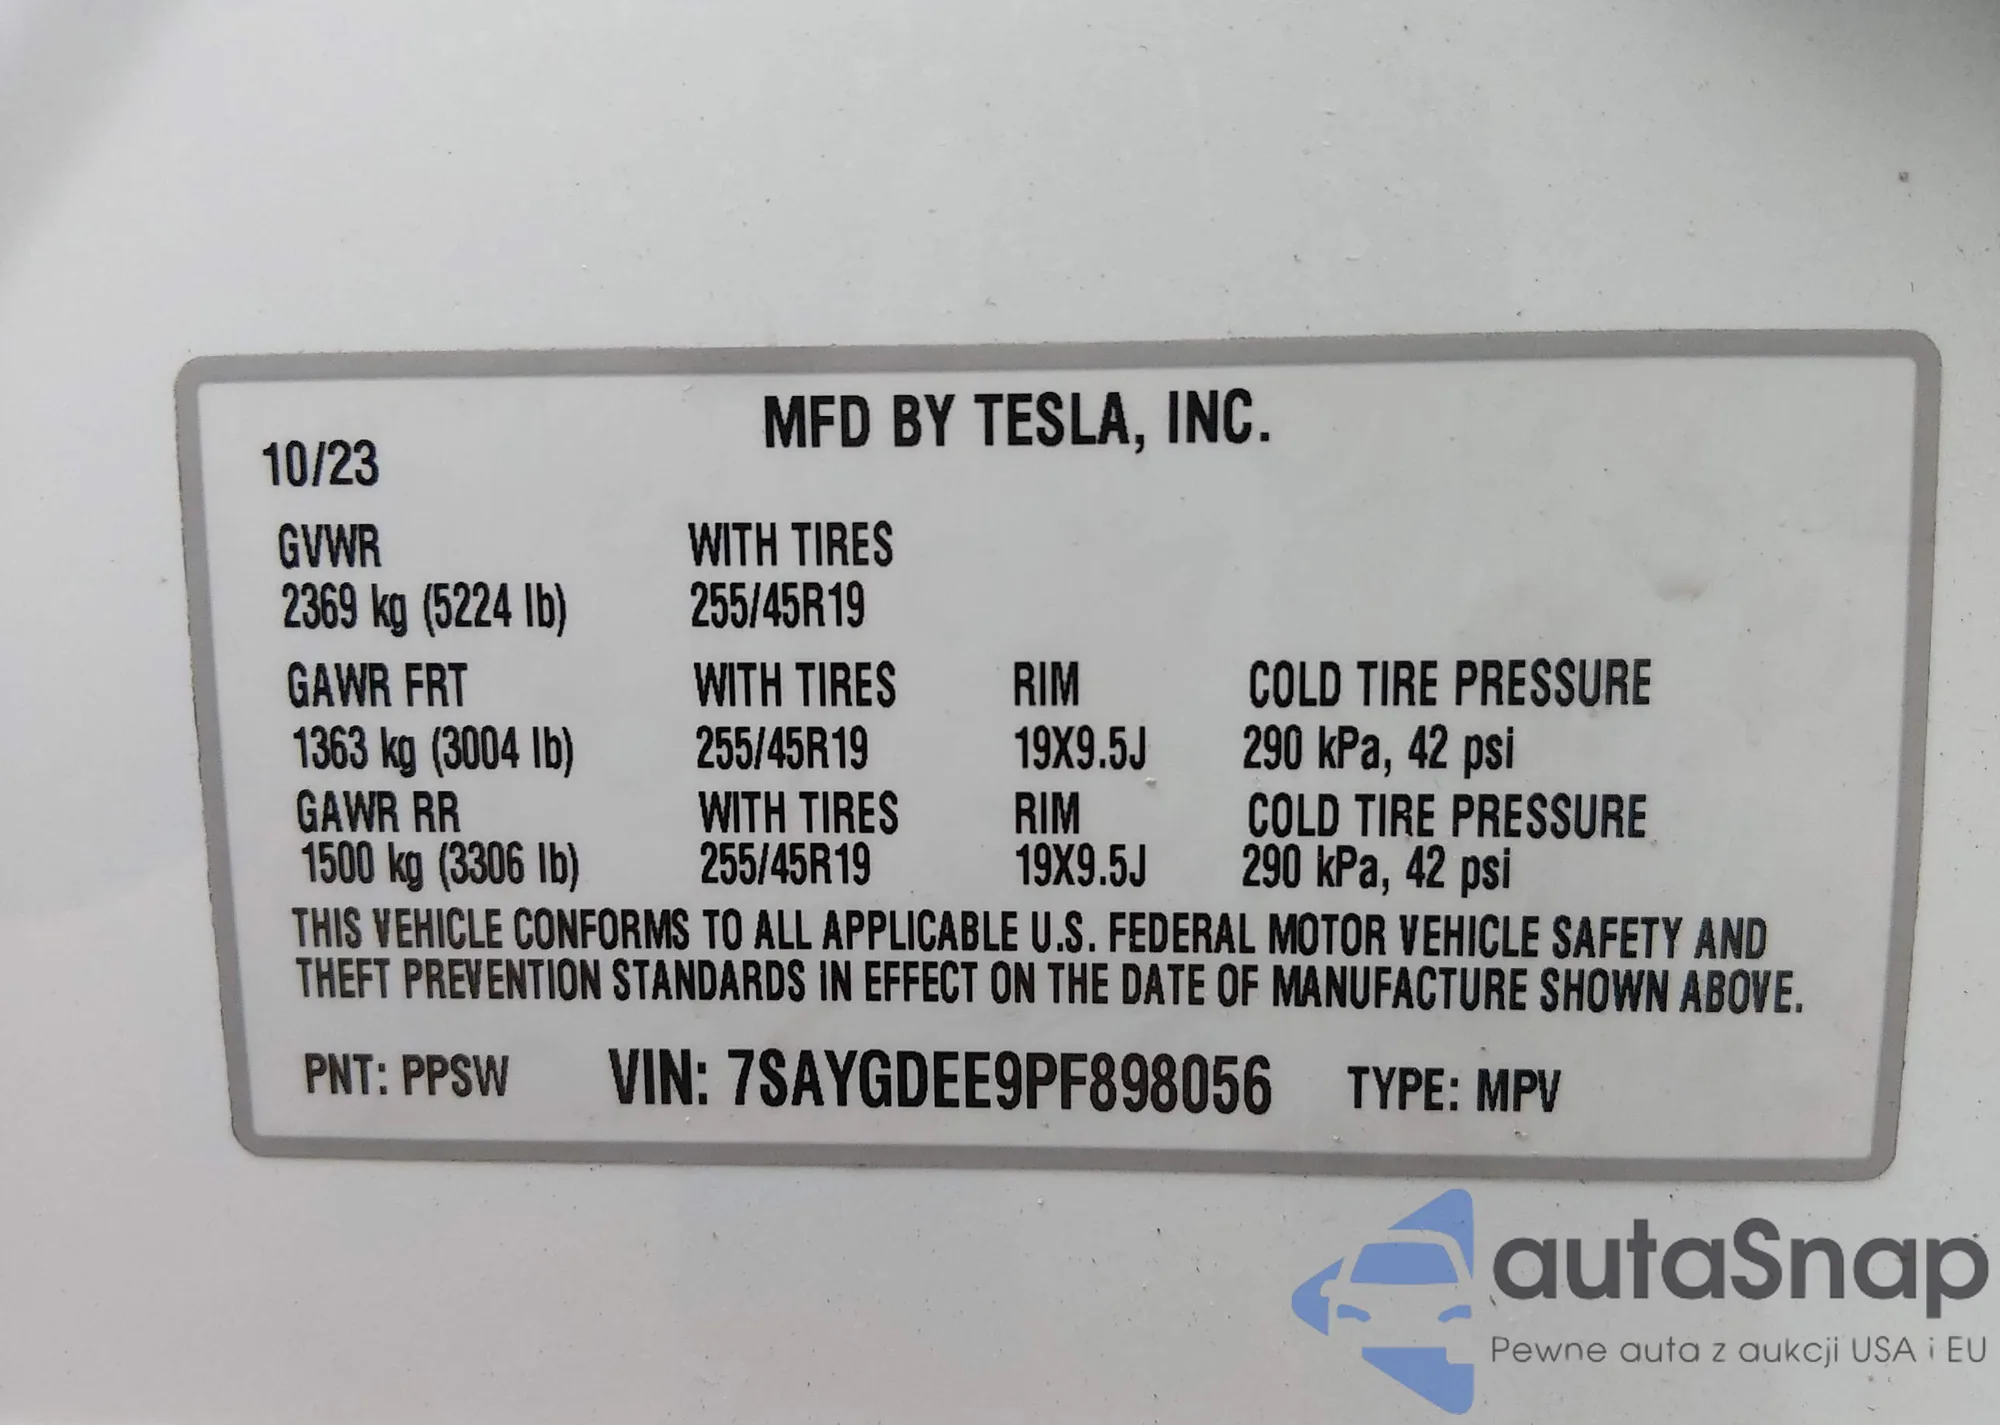 MFD BY TESLA, INC.
10/23
GVWR WITH TIRES
2369 kg (5224 lb) 255/45R19
GAWR FRT WITH TIRES RIM COLD TIRE PRESSURE
1363 kg (3004 lb) 255/45R19 19X9.5J 290 kPa, 42 psi
GAWR RR WITH TIRES RIM COLD TIRE PRESSURE
1500 kg (3306 lb) 255/45R19 19X9.5J 290 kPa, 42 psi
THIS VEHICLE CONFORMS TO ALL APPLICABLE U.S. FEDERAL MOTOR VEHICLE SAFETY AND
THEFT PREVENTION STANDARDS IN EFFECT ON THE DATE OF MANUFACTURE SHOWN ABOVE.
PNT: PPSW VIN: 7SAYGDEE9PF898056 TYPE: MPV
autaSnap
Pewne auta z aukcji USA i EU